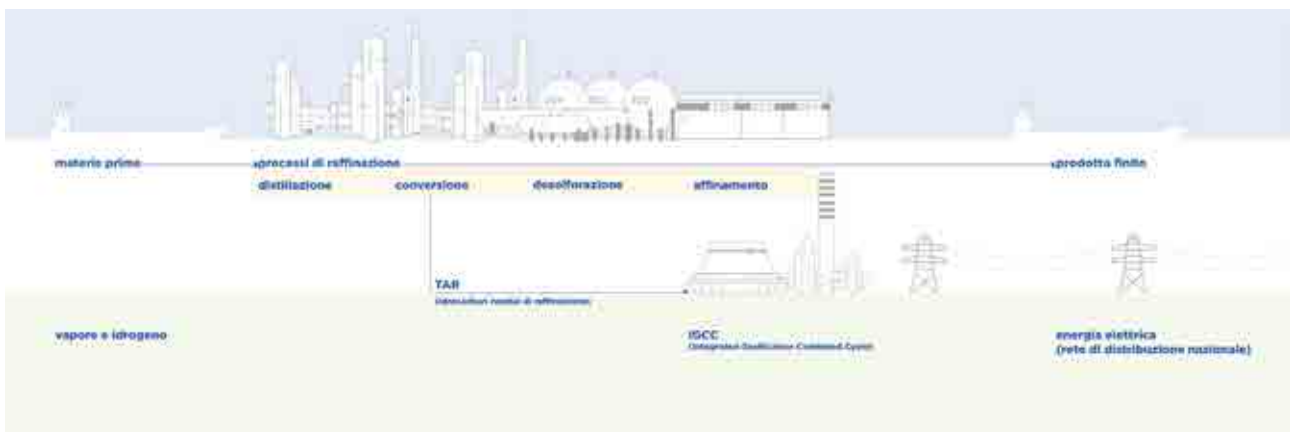 materie prime
processi di raffinazione
prodotto finito
distillazione
conversione
desolforazione
affinamento
TAR
vapore e idrogeno
IGCC
(Integrated Gasification Combined Cycle)
energia elettrica
(rete di distribuzione nazionale)